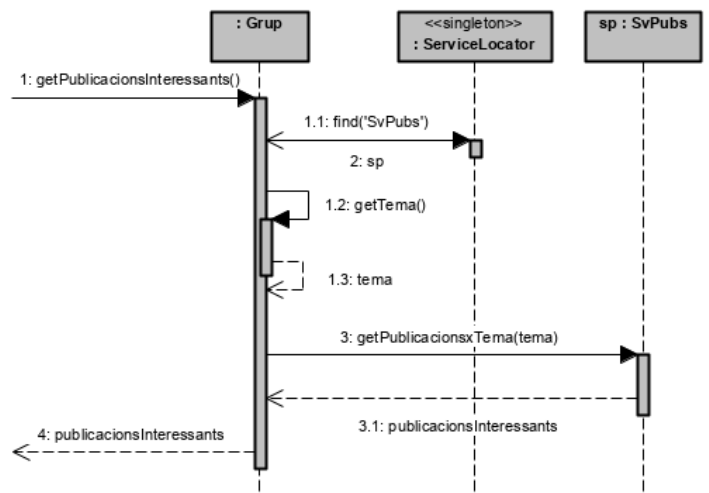 : Grup
<<singleton>>
: ServiceLocator
sp : SvPubs
1: getPublicacionsInteressants()
1.1: find('SvPubs')
2: sp
1.2: getTema()
1.3: tema
3: getPublicacionsxTema(tema)
3.1: publicacionsInteressants
4: publicacionsInteressants